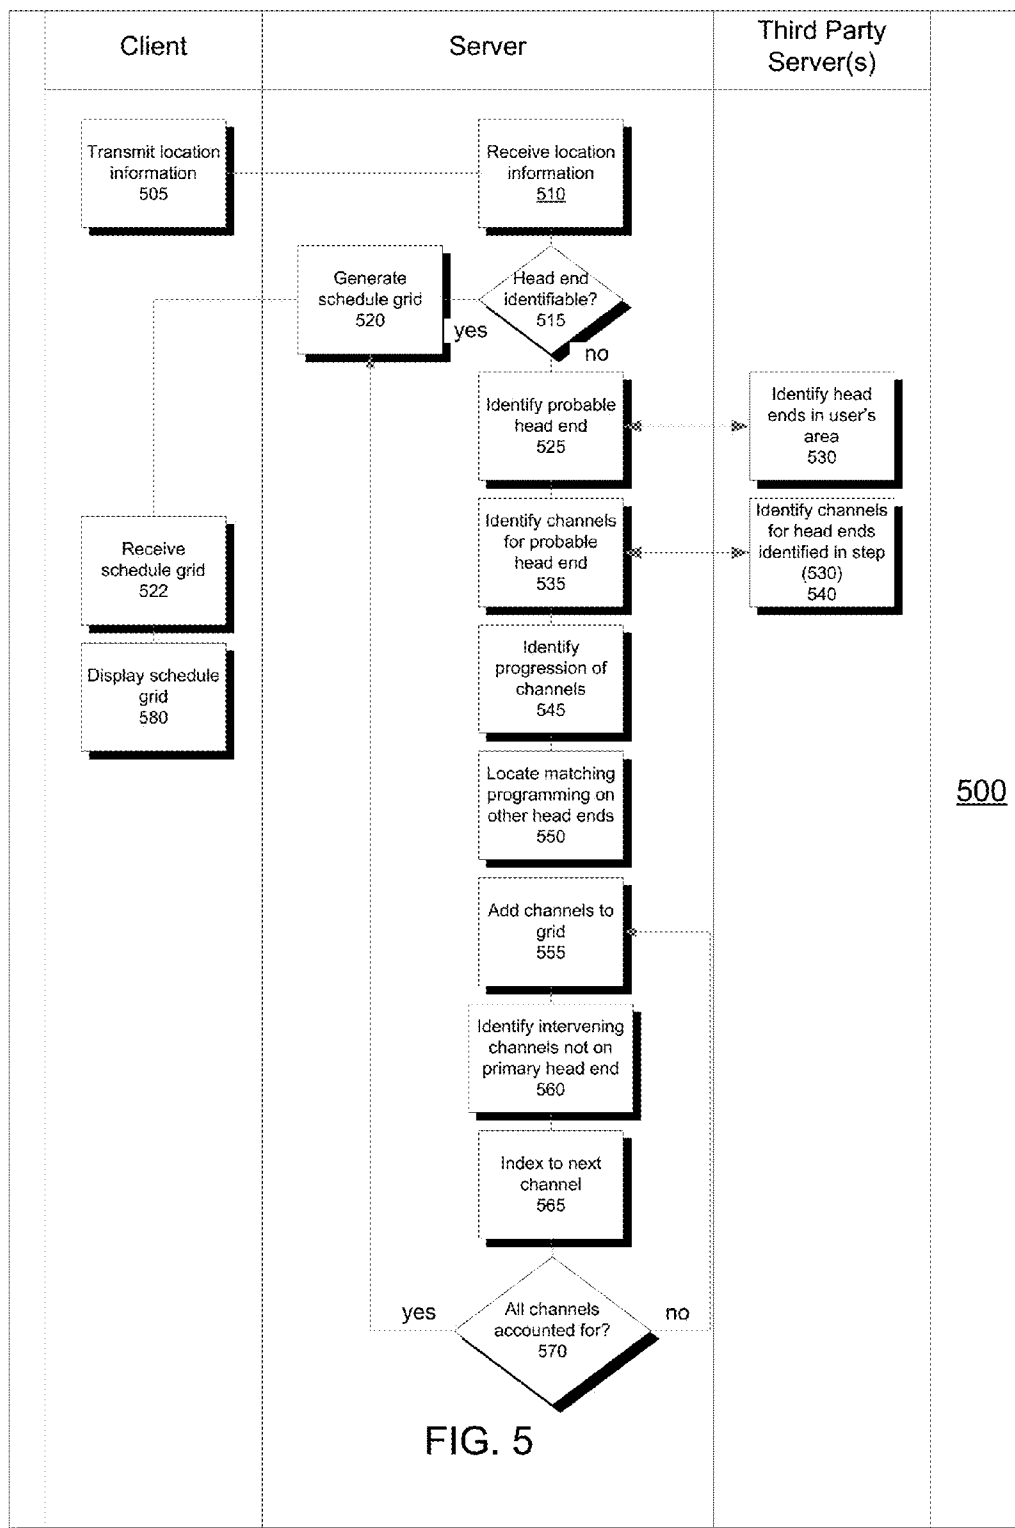 Client
Server
Third Party
Server(s)
Transmit location
information
505
Receive location
information
510
Generate
schedule grid
520
Head end
identifiable?
515
yes
no
Identify probable
head end
525
Identify head
ends in user's
area
530
Receive
schedule grid
522
Identify channels
for probable
head end
535
Identify channels
for head ends
identified in step
(530)
540
Display schedule
grid
580
Identify
progression of
channels
545
Locate matching
programming on
other head ends
550
500
Add channels to
grid
555
Identify intervening
channels not on
primary head end
560
Index to next
channel
565
yes
All channels
accounted for?
570
no
FIG. 5